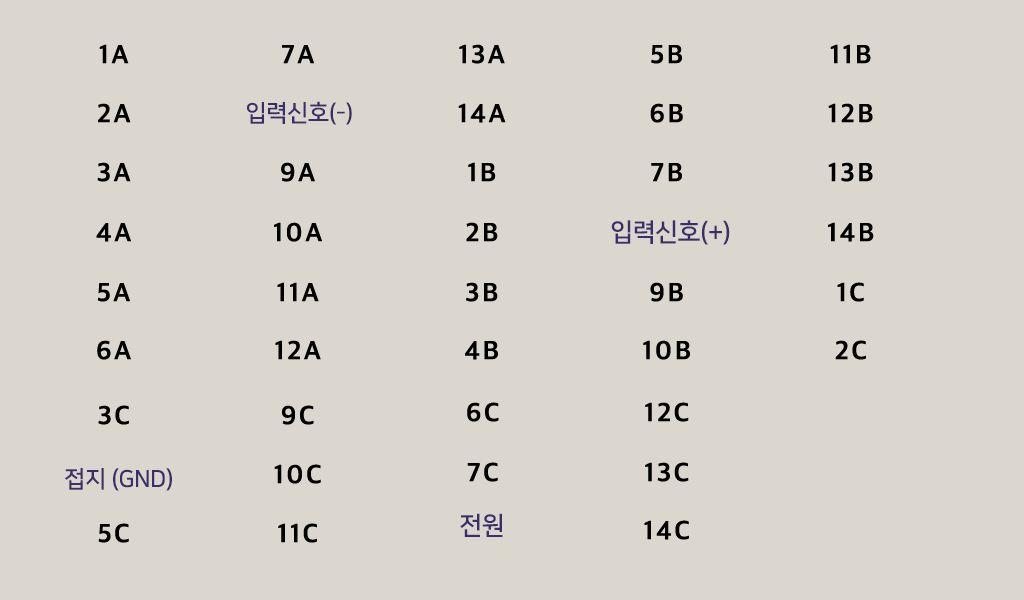 1A 7A 13A 5B 11B
2A 입력신호(-) 14A 6B 12B
3A 9A 1B 7B 13B
4A 10A 2B 입력신호(+) 14B
5A 11A 3B 9B 1C
6A 12A 4B 10B 2C
3C 9C 6C 12C
접지 (GND) 10C 7C 13C
5C 11C 전원 14C